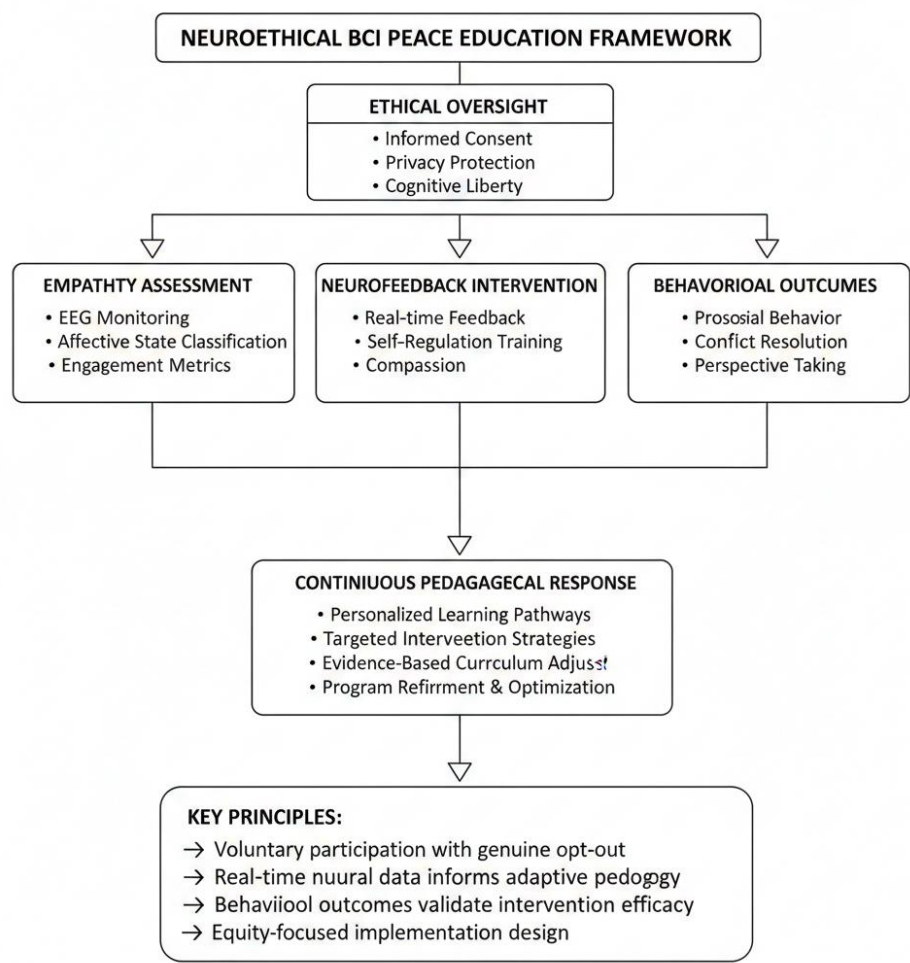 NEUROETHICAL BCI PEACE EDUCATION FRAMEWORK
ETHICAL OVERSIGHT
• Informed Consent
• Privacy Protection
• Cognitive Liberty
EMPATHTY ASSESSMENT
• EEG Monitoring
• Affective State Classification
• Engagement Metrics
NEUROFEEDBACK INTERVENTION
• Real-time Feedback
• Self-Regulation Training
• Compassion
BEHAVORIOAL OUTCOMES
• Prososial Behavior
• Confict Resolution
• Perspective Taking
CONTINIUOUS PEDAGAGECAL RESPONSE
• Personalized Learning Pathways
• Targeted Interveetion Strategies
• Evidence-Based Currculum Adjust
• Program Refirrment & Optimization
KEY PRINCIPLES:
→ Voluntary participation with genuine opt-out
→ Real-time nuural data informs adaptive pedogogy
→ Behaviiool outcomes validate intervention efficacy
→ Equity-focused implementation design